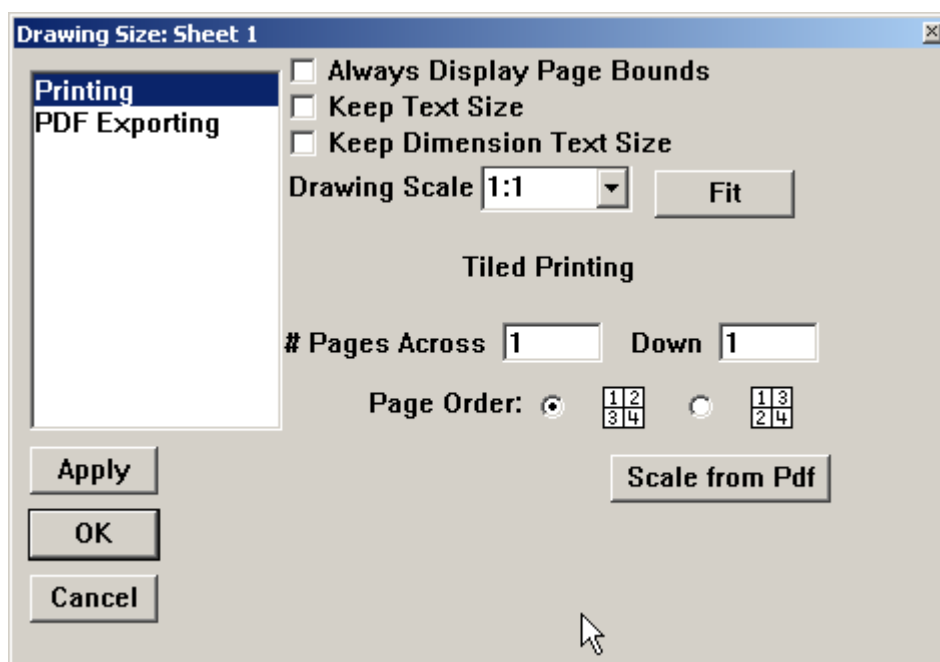 Drawing Size: Sheet 1
Printing
PDF Exporting
Always Display Page Bounds
Keep Text Size
Keep Dimension Text Size
Drawing Scale 1:1 Fit
Tiled Printing
# Pages Across 1 Down 1
Page Order: 1 2 1 3
3 4 2 4
Apply
Scale from Pdf
OK
Cancel